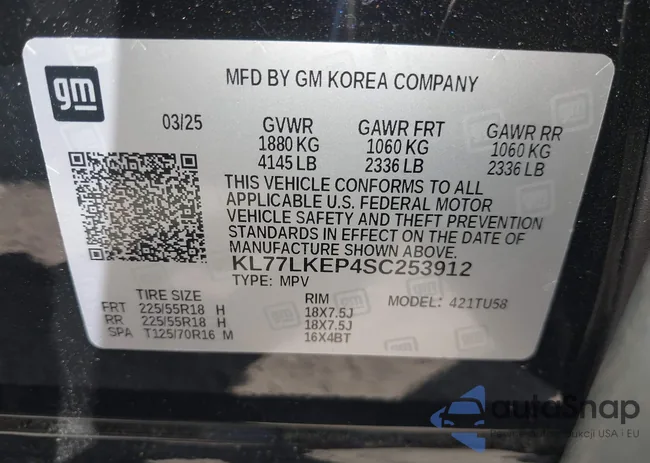 gm
MFD BY GM KOREA COMPANY
03/25 GVWR GAWR FRT GAWR RR
1880 KG 1060 KG 1060 KG
4145 LB 2336 LB 2336 LB
THIS VEHICLE CONFORMS TO ALL
APPLICABLE U.S. FEDERAL MOTOR
VEHICLE SAFETY AND THEFT PREVENTION
STANDARDS IN EFFECT ON THE DATE OF
MANUFACTURE SHOWN ABOVE.
KL77LKEP4SC253912
TYPE: MPV
TIRE SIZE RIM MODEL: 421TU58
FRT 225/55R18 H 18X7.5J
RR 225/55R18 H 18X7.5J
SPA T125/70R16 M 16X4BT
autoSnap
USA i EU